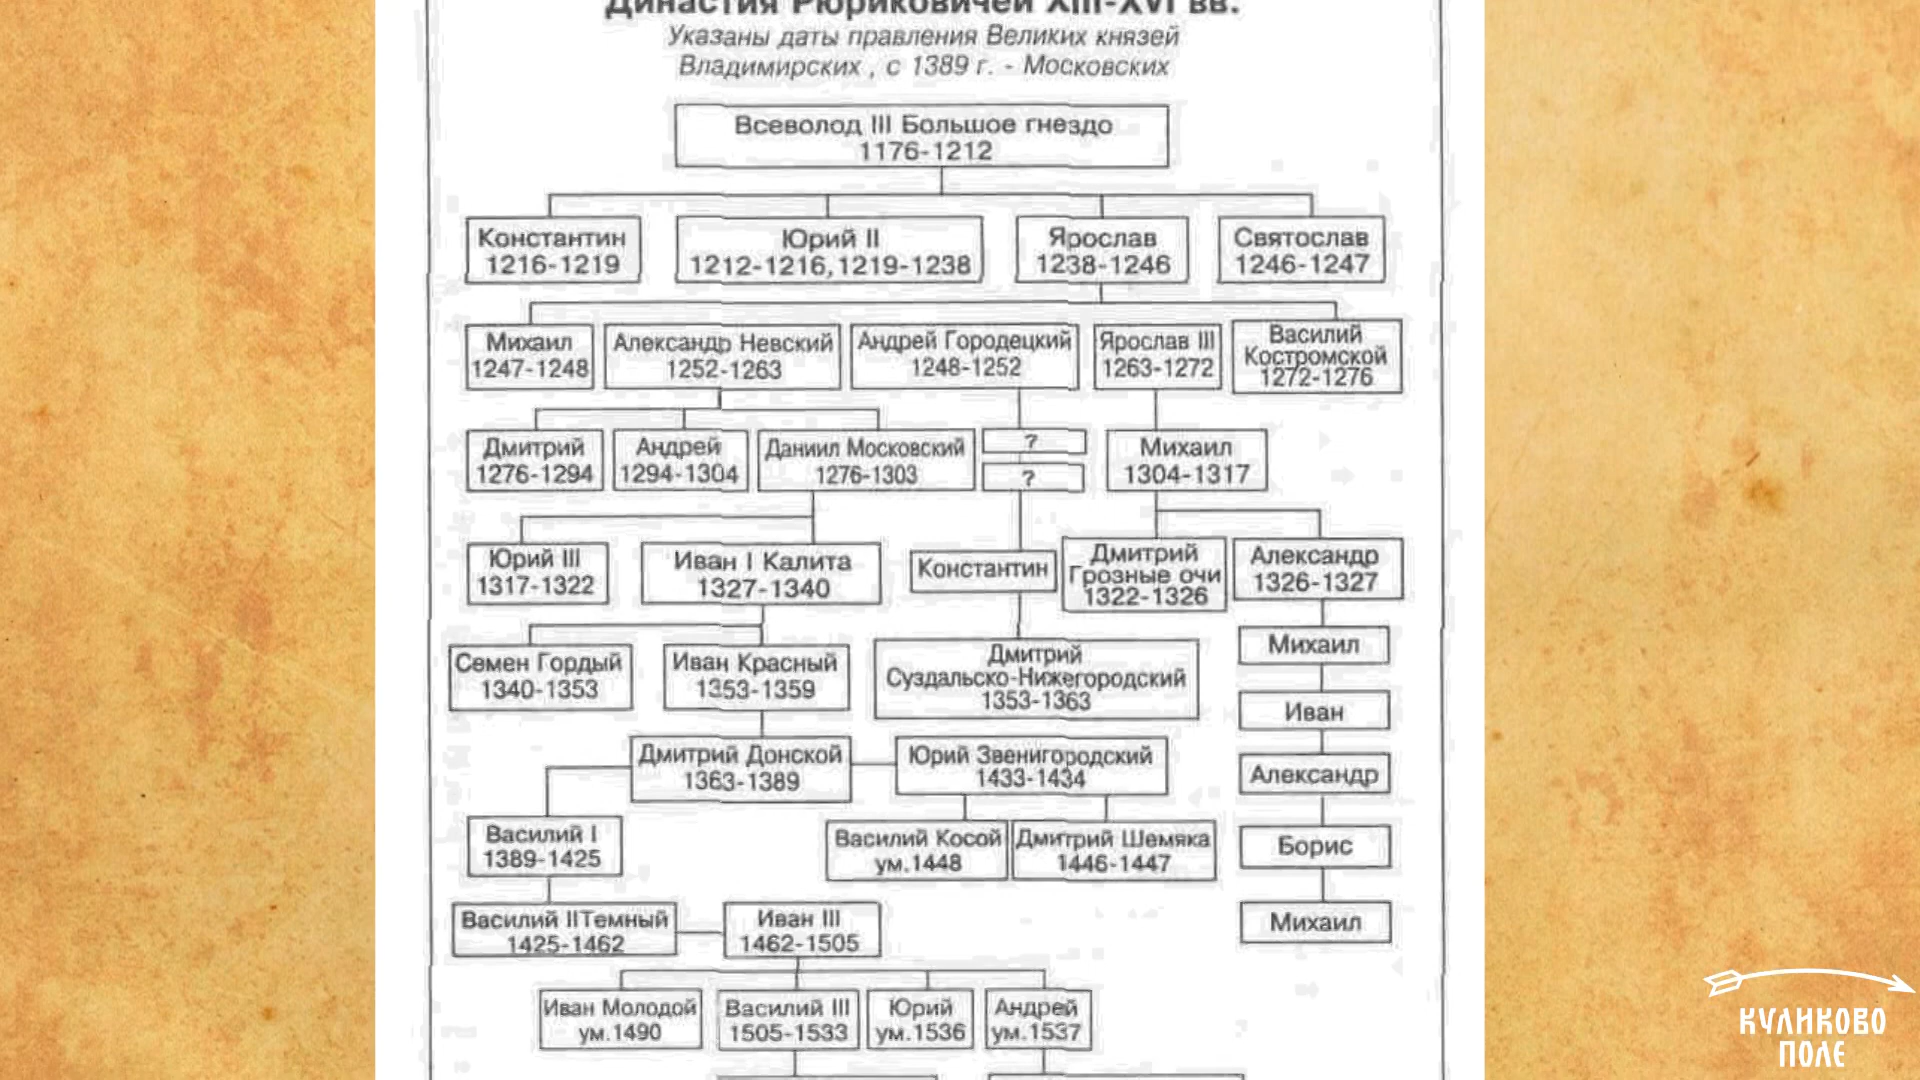 Династия Рюриковичей XIII-XVI вв.
Указаны даты правления Великих князей
Владимирских , с 1389 г. - Московских
Всеволод III Большое гнездо
1176-1212
Константин
1216-1219
Юрий II
1212-1216, 1219-1238
Ярослав
1238-1246
Святослав
1246-1247
Михаил
1247-1248
Александр Невский
1252-1263
Андрей Городецкий
1248-1252
Ярослав III
1263-1272
Василий
Костромской
1272-1276
Дмитрий
1276-1294
Андрей
1294-1304
Даниил Московский
1276-1303
?
?
Михаил
1304-1317
Юрий III
1317-1322
Иван I Калита
1327-1340
Константин
Дмитрий
Грозные очи
1322-1326
Александр
1326-1327
Семен Гордый
1340-1353
Иван Красный
1353-1359
Дмитрий
Суздальско-Нижегородский
1353-1363
Михаил
Иван
Дмитрий Донской
1363-1389
Юрий Звенигородский
1433-1434
Александр
Василий I
1389-1425
Василий Косой
ум.1448
Дмитрий Шемяка
1446-1447
Борис
Василий II Темный
1425-1462
Иван III
1462-1505
Михаил
Иван Молодой
ум.1490
Василий III
1505-1533
Юрий
ум.1536
Андрей
ум.1537
КУЛИКОВО
ПОЛЕ